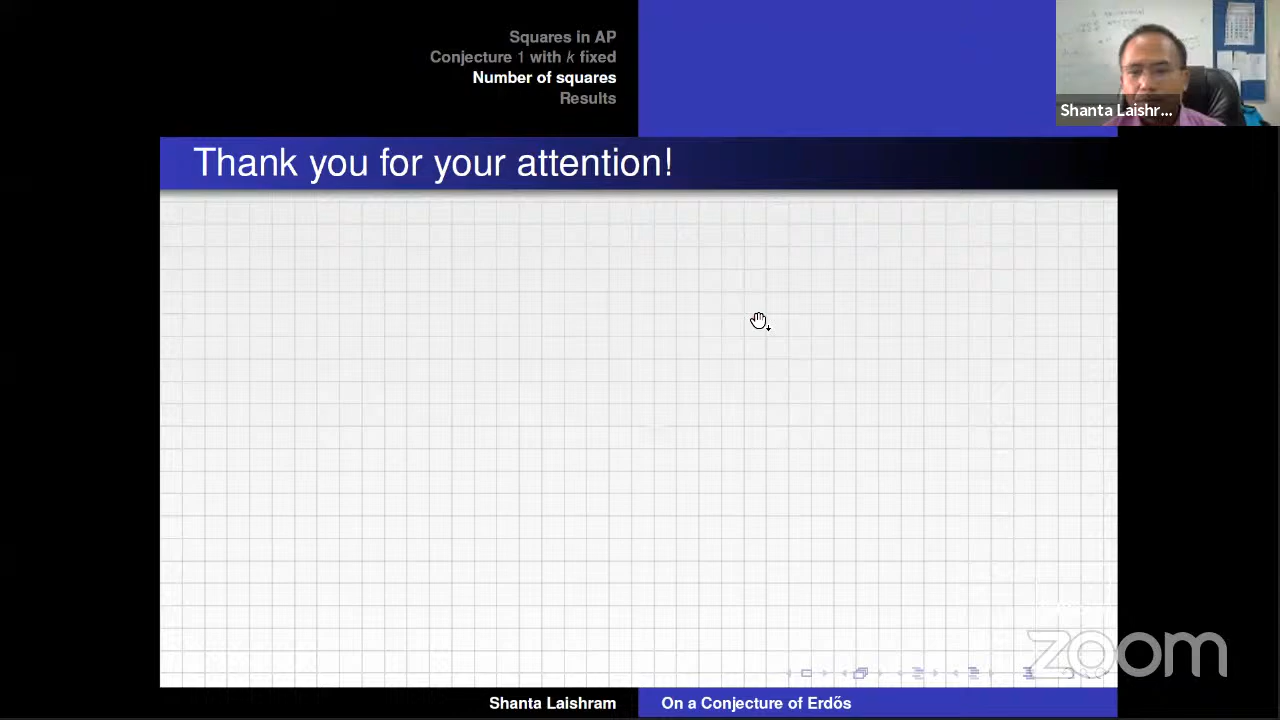 Squares in AP
Conjecture 1 with k fixed
Number of squares
Results
Shanta Laishr...
Thank you for your attention!
zoom
Shanta Laishram
On a Conjecture of Erdős